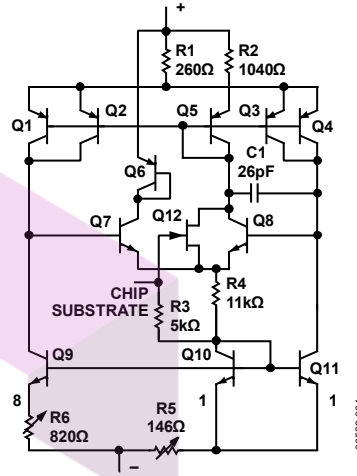 +
R1
260Ω
R2
1040Ω
Q1
Q2
Q5
Q3
Q4
C1
26pF
Q6
Q7
Q12
Q8
CHIP
SUBSTRATE
R3
5kΩ
R4
11kΩ
Q9
Q10
Q11
8
1
1
R6
820Ω
R5
146Ω
–